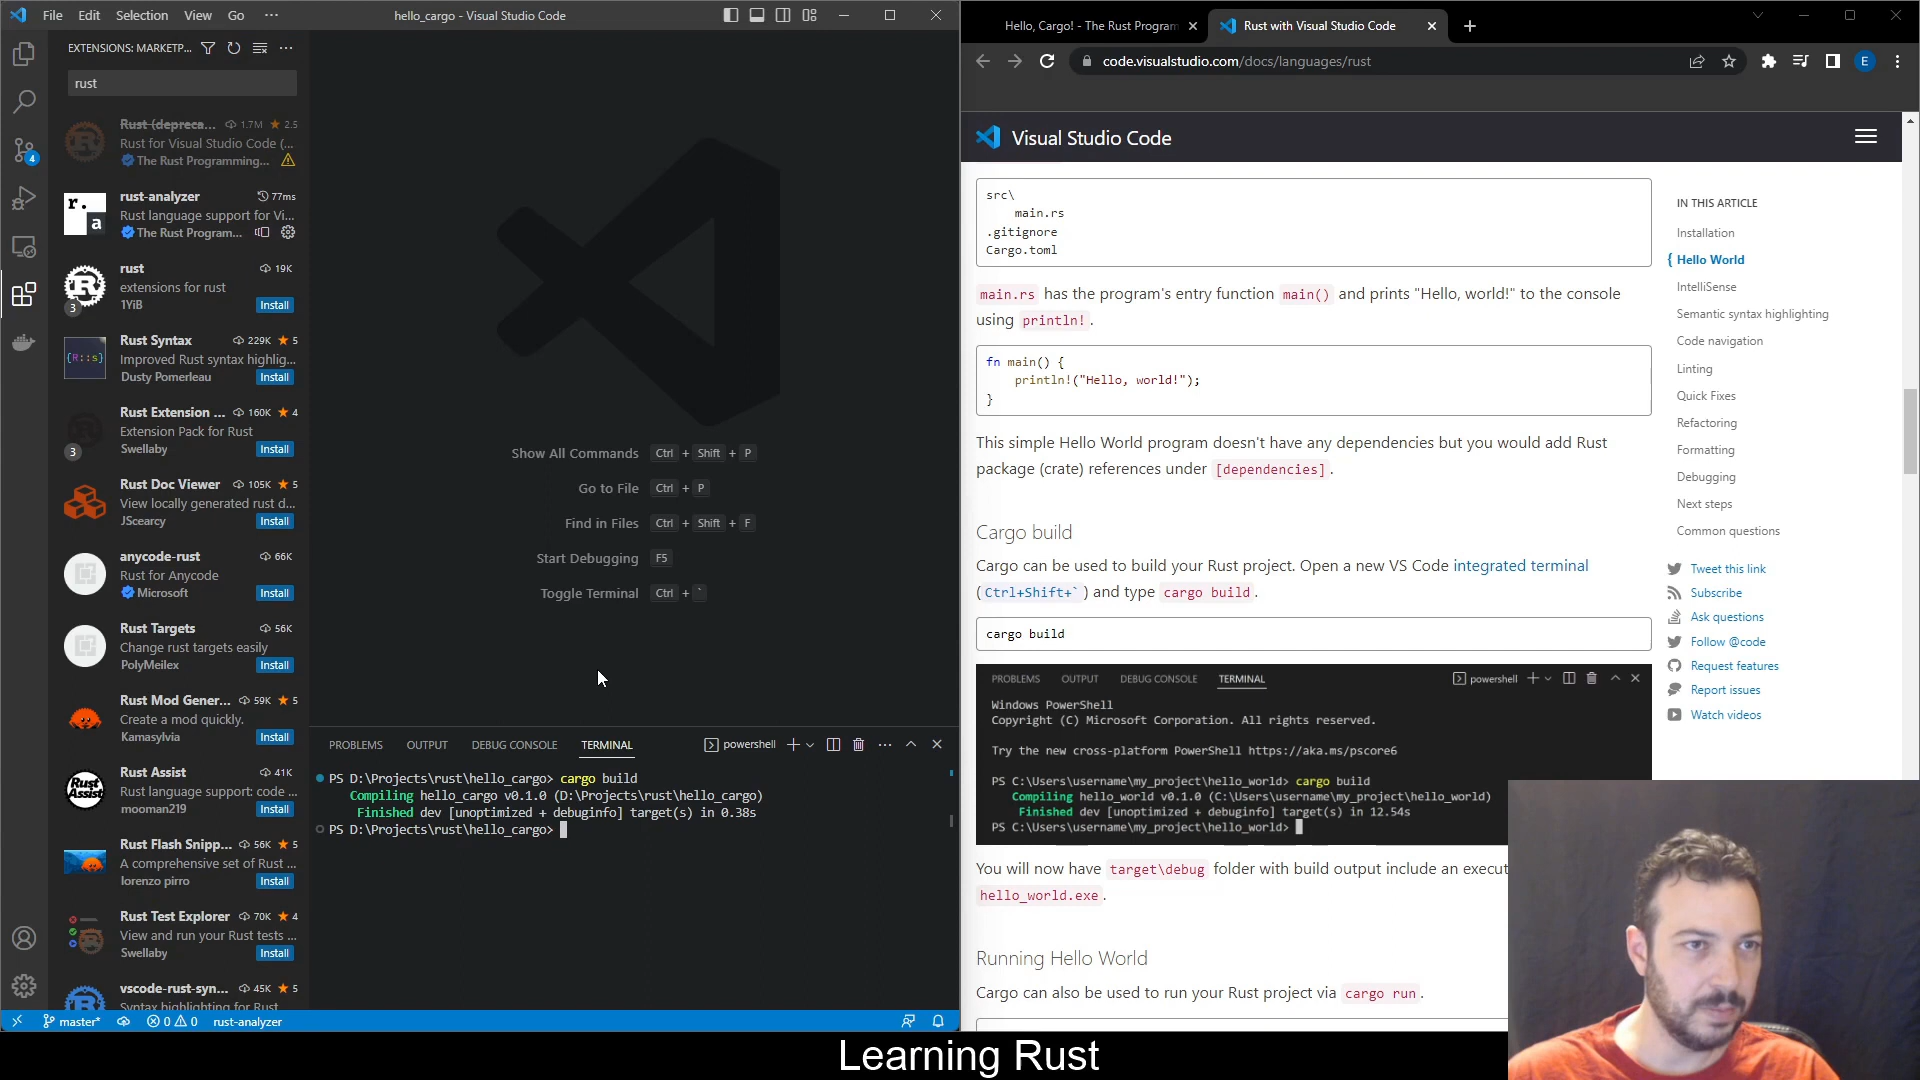 File Edit Selection View Go ···
hello_cargo - Visual Studio Code
EXTENSIONS: MARKETP...
rust
Rust (depreca... 1.7M 2.5
Rust for Visual Studio Code (...
The Rust Programming...
rust-analyzer 77ms
Rust language support for Vi...
The Rust Program...
rust 19K
extensions for rust
1YiB Install
3
Rust Syntax 229K 5
Improved Rust syntax highlig...
Dusty Pomerleau Install
Rust Extension ... 160K 4
Extension Pack for Rust
Swellaby Install
3
Rust Doc Viewer 105K 5
View locally generated rust d...
JScearcy Install
anycode-rust 66K
Rust for Anycode
Microsoft Install
Rust Targets 56K
Change rust targets easily
PolyMeilex Install
Rust Mod Gener... 59K 5
Create a mod quickly.
Kamasylvia Install
Rust Assist 41K
Rust language support: code ...
mooman219 Install
Rust Flash Snipp... 56K 5
A comprehensive set of Rust ...
lorenzo pirro Install
Rust Test Explorer 70K 4
View and run your Rust tests ...
Swellaby Install
vscode-rust-syn... 45K 5
Syntax highlighting for Rust
4
r. a
{R::s}
Rust Assist
Show All Commands Ctrl + Shift + P
Go to File Ctrl + P
Find in Files Ctrl + Shift + F
Start Debugging F5
Toggle Terminal Ctrl + `
PROBLEMS OUTPUT DEBUG CONSOLE TERMINAL powershell
PS D:\Projects\rust\hello_cargo> cargo build
Compiling hello_cargo v0.1.0 (D:\Projects\rust\hello_cargo)
Finished dev [unoptimized + debuginfo] target(s) in 0.38s
PS D:\Projects\rust\hello_cargo>
master* 0 0 rust-analyzer
Hello, Cargo! - The Rust Program
Rust with Visual Studio Code
code.visualstudio.com/docs/languages/rust
E
Visual Studio Code
src\
main.rs
.gitignore
Cargo.toml
main.rs has the program's entry function main() and prints "Hello, world!" to the console
using println!.
fn main() {
println!("Hello, world!");
}
This simple Hello World program doesn't have any dependencies but you would add Rust
package (crate) references under [dependencies].
Cargo build
Cargo can be used to build your Rust project. Open a new VS Code integrated terminal
(Ctrl+Shift+`) and type cargo build.
cargo build
PROBLEMS OUTPUT DEBUG CONSOLE TERMINAL powershell
Windows PowerShell
Copyright (C) Microsoft Corporation. All rights reserved.
Try the new cross-platform PowerShell https://aka.ms/pscore6
PS C:\Users\username\my_project\hello_world> cargo build
Compiling hello_world v0.1.0 (C:\Users\username\my_project\hello_world)
Finished dev [unoptimized + debuginfo] target(s) in 12.54s
PS C:\Users\username\my_project\hello_world>
You will now have target\debug folder with build output include an execut
hello_world.exe.
Running Hello World
Cargo can also be used to run your Rust project via cargo run.
IN THIS ARTICLE
Installation
{ Hello World
IntelliSense
Semantic syntax highlighting
Code navigation
Linting
Quick Fixes
Refactoring
Formatting
Debugging
Next steps
Common questions
Tweet this link
Subscribe
Ask questions
Follow @code
Request features
Report issues
Watch videos
Learning Rust